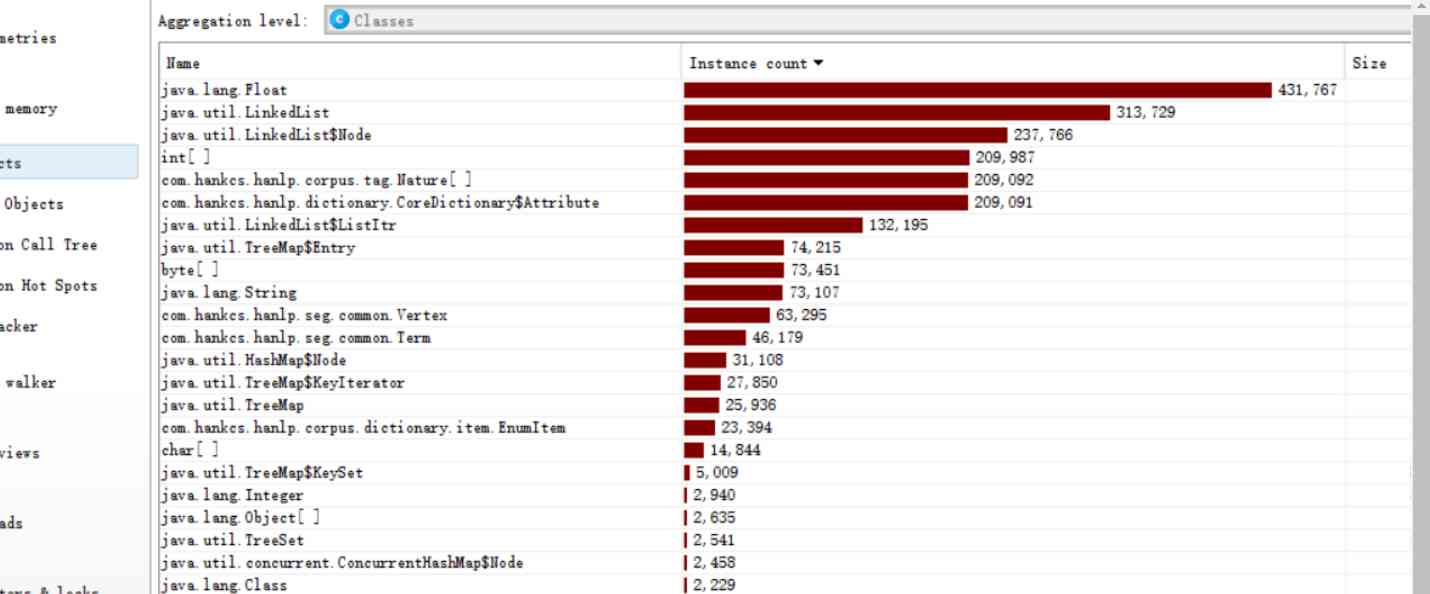 Aggregation level: Classes
metries
memory
cts
Objects
on Call Tree
on Hot Spots
acker
walker
views
ads
Name Instance count Size
java.lang.Float 431,767
java.util.LinkedList 313,729
java.util.LinkedList$Node 237,766
int[ ] 209,987
com.hankcs.hanlp.corpus.tag.Nature[ ] 209,092
com.hankcs.hanlp.dictionary.CoreDictionary$Attribute 209,091
java.util.LinkedList$ListItr 132,195
java.util.TreeMap$Entry 74,215
byte[ ] 73,451
java.lang.String 73,107
com.hankcs.hanlp.seg.common.Vertex 63,295
com.hankcs.hanlp.seg.common.Term 46,179
java.util.HashMap$Node 31,108
java.util.TreeMap$KeyIterator 27,850
java.util.TreeMap 25,936
com.hankcs.hanlp.corpus.dictionary.item.EnumItem 23,394
char[ ] 14,844
java.util.TreeMap$KeySet 5,009
java.lang.Integer 2,940
java.lang.Object[ ] 2,635
java.util.TreeSet 2,541
java.util.concurrent.ConcurrentHashMap$Node 2,458
java.lang.Class 2,229